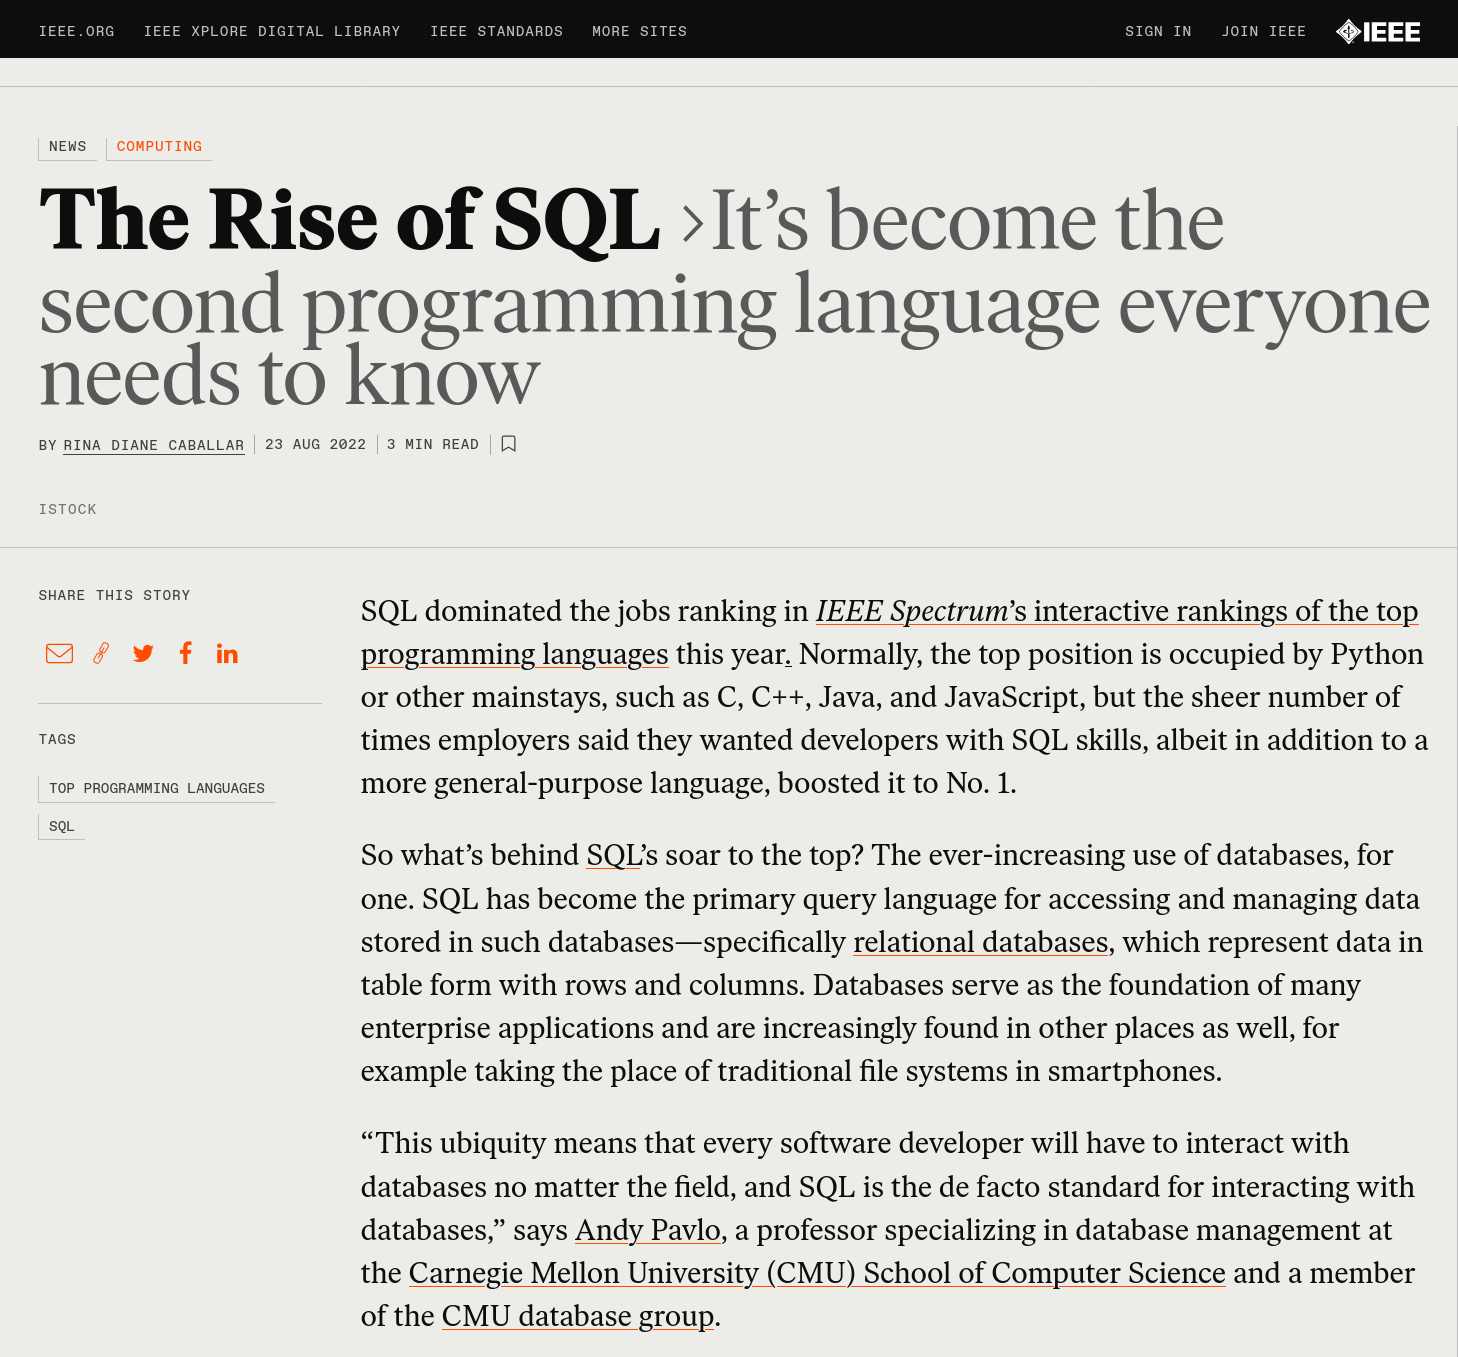 IEEE.ORG IEEE XPLORE DIGITAL LIBRARY IEEE STANDARDS MORE SITES SIGN IN JOIN IEEE IEEE
NEWS COMPUTING
The Rise of SQL ›It’s become the
second programming language everyone
needs to know
BY RINA DIANE CABALLAR 23 AUG 2022 3 MIN READ
ISTOCK
SHARE THIS STORY
TAGS
TOP PROGRAMMING LANGUAGES
SQL
SQL dominated the jobs ranking in IEEE Spectrum’s interactive rankings of the top
programming languages this year. Normally, the top position is occupied by Python
or other mainstays, such as C, C++, Java, and JavaScript, but the sheer number of
times employers said they wanted developers with SQL skills, albeit in addition to a
more general-purpose language, boosted it to No. 1.
So what’s behind SQL’s soar to the top? The ever-increasing use of databases, for
one. SQL has become the primary query language for accessing and managing data
stored in such databases—specifically relational databases, which represent data in
table form with rows and columns. Databases serve as the foundation of many
enterprise applications and are increasingly found in other places as well, for
example taking the place of traditional file systems in smartphones.
“This ubiquity means that every software developer will have to interact with
databases no matter the field, and SQL is the de facto standard for interacting with
databases,” says Andy Pavlo, a professor specializing in database management at
the Carnegie Mellon University (CMU) School of Computer Science and a member
of the CMU database group.